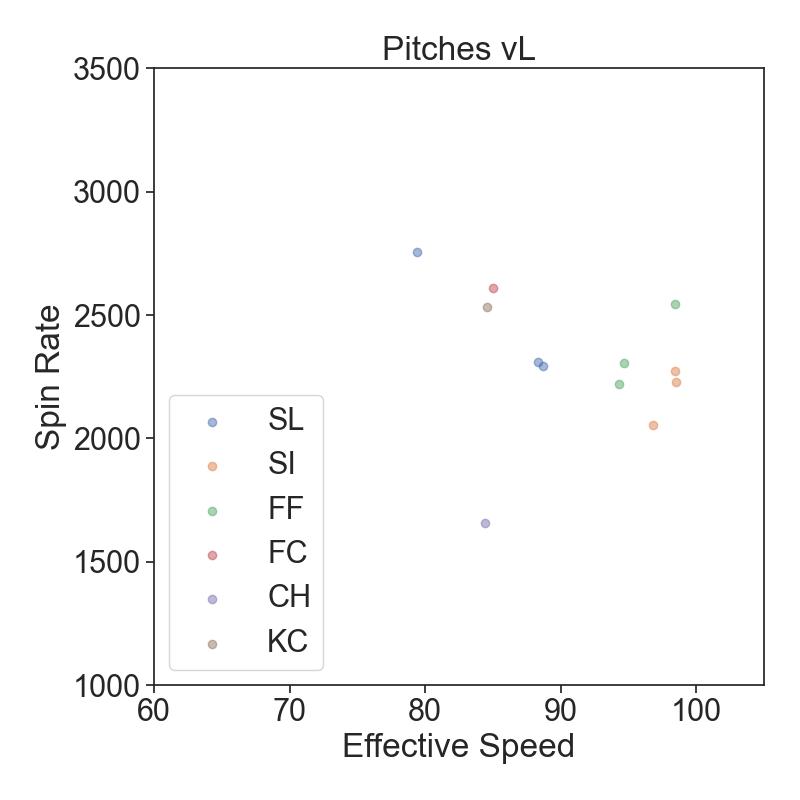 Pitches vL
3500
3000
2500
2000
1500
1000
Spin Rate
SL
SI
FF
FC
CH
KC
60 70 80 90 100
Effective Speed